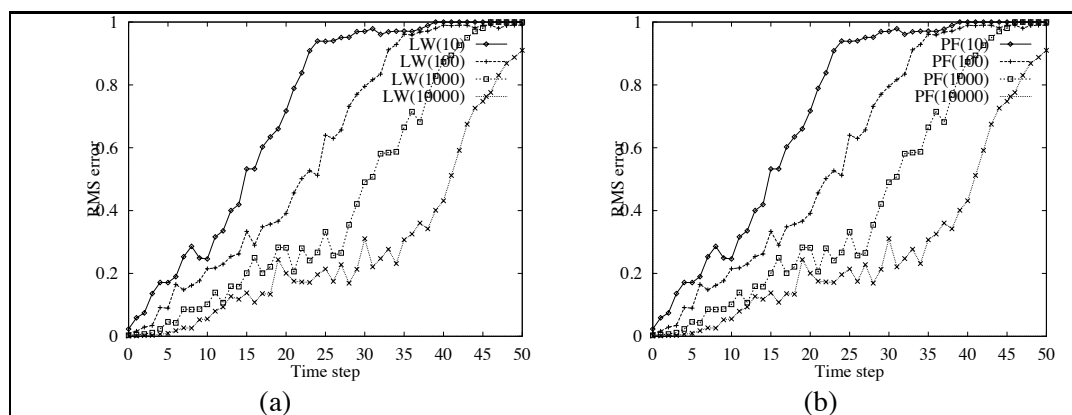 1
0.8
0.6
0.4
0.2
0
RMS error
LW(10)
LW(100)
LW(1000)
LW(10000)
0 5 10 15 20 25 30 35 40 45 50
Time step
(a)
1
0.8
0.6
0.4
0.2
0
RMS error
PF(10)
PF(100)
PF(1000)
PF(10000)
0 5 10 15 20 25 30 35 40 45 50
Time step
(b)